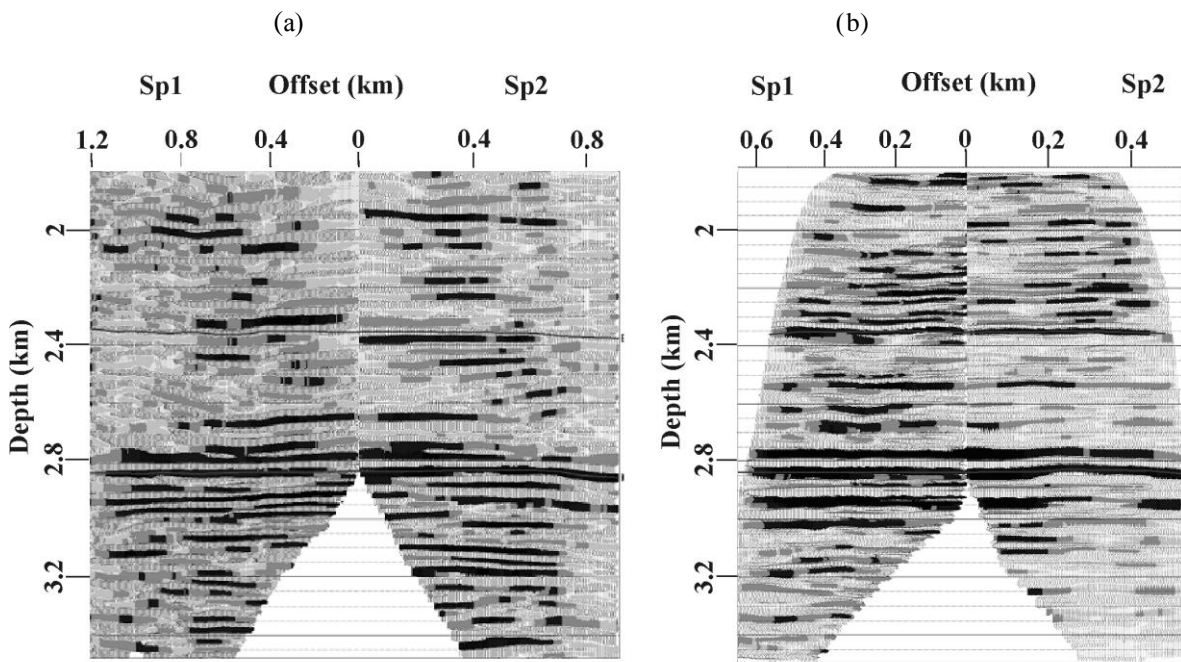 (a) (b)
Sp1 Offset (km) Sp2 Sp1 Offset (km) Sp2
1.2 0.8 0.4 0 0.4 0.8 0.6 0.4 0.2 0 0.2 0.4
2 2
2.4 2.4
Depth (km) Depth (km)
2.8 2.8
3.2 3.2